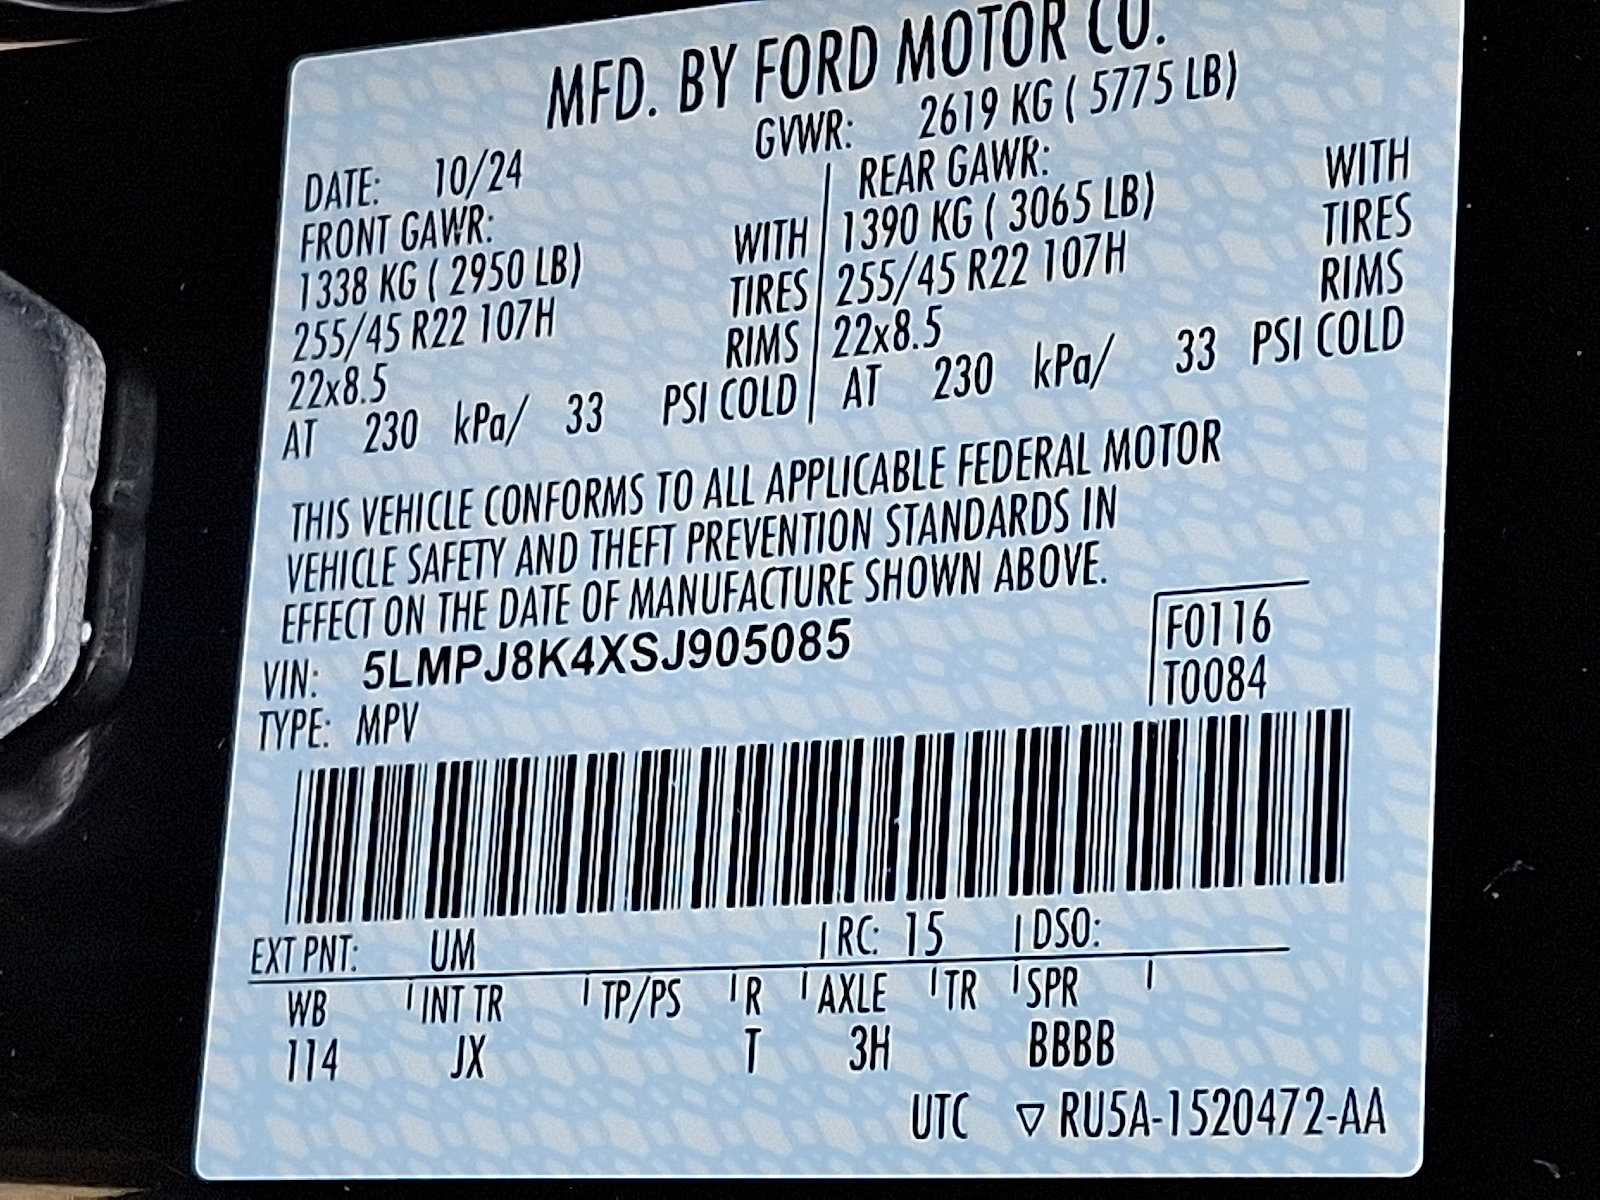 MFD. BY FORD MOTOR CO.
DATE: 10/24 GVWR: 2619 KG ( 5775 LB)
FRONT GAWR: REAR GAWR:
1338 KG ( 2950 LB) WITH 1390 KG ( 3065 LB) WITH
255/45 R22 107H TIRES 255/45 R22 107H TIRES
22x8.5 RIMS 22x8.5 RIMS
AT 230 kPa/ 33 PSI COLD AT 230 kPa/ 33 PSI COLD
THIS VEHICLE CONFORMS TO ALL APPLICABLE FEDERAL MOTOR
VEHICLE SAFETY AND THEFT PREVENTION STANDARDS IN
EFFECT ON THE DATE OF MANUFACTURE SHOWN ABOVE.
VIN: 5LMPJ8K4XSJ905085 F0116
TYPE: MPV T0084
EXT PNT: UM RC: 15 DSO:
WB INT TR TP/PS R AXLE TR SPR
114 JX T 3H BBBB
UTC ▽ RU5A-1520472-AA